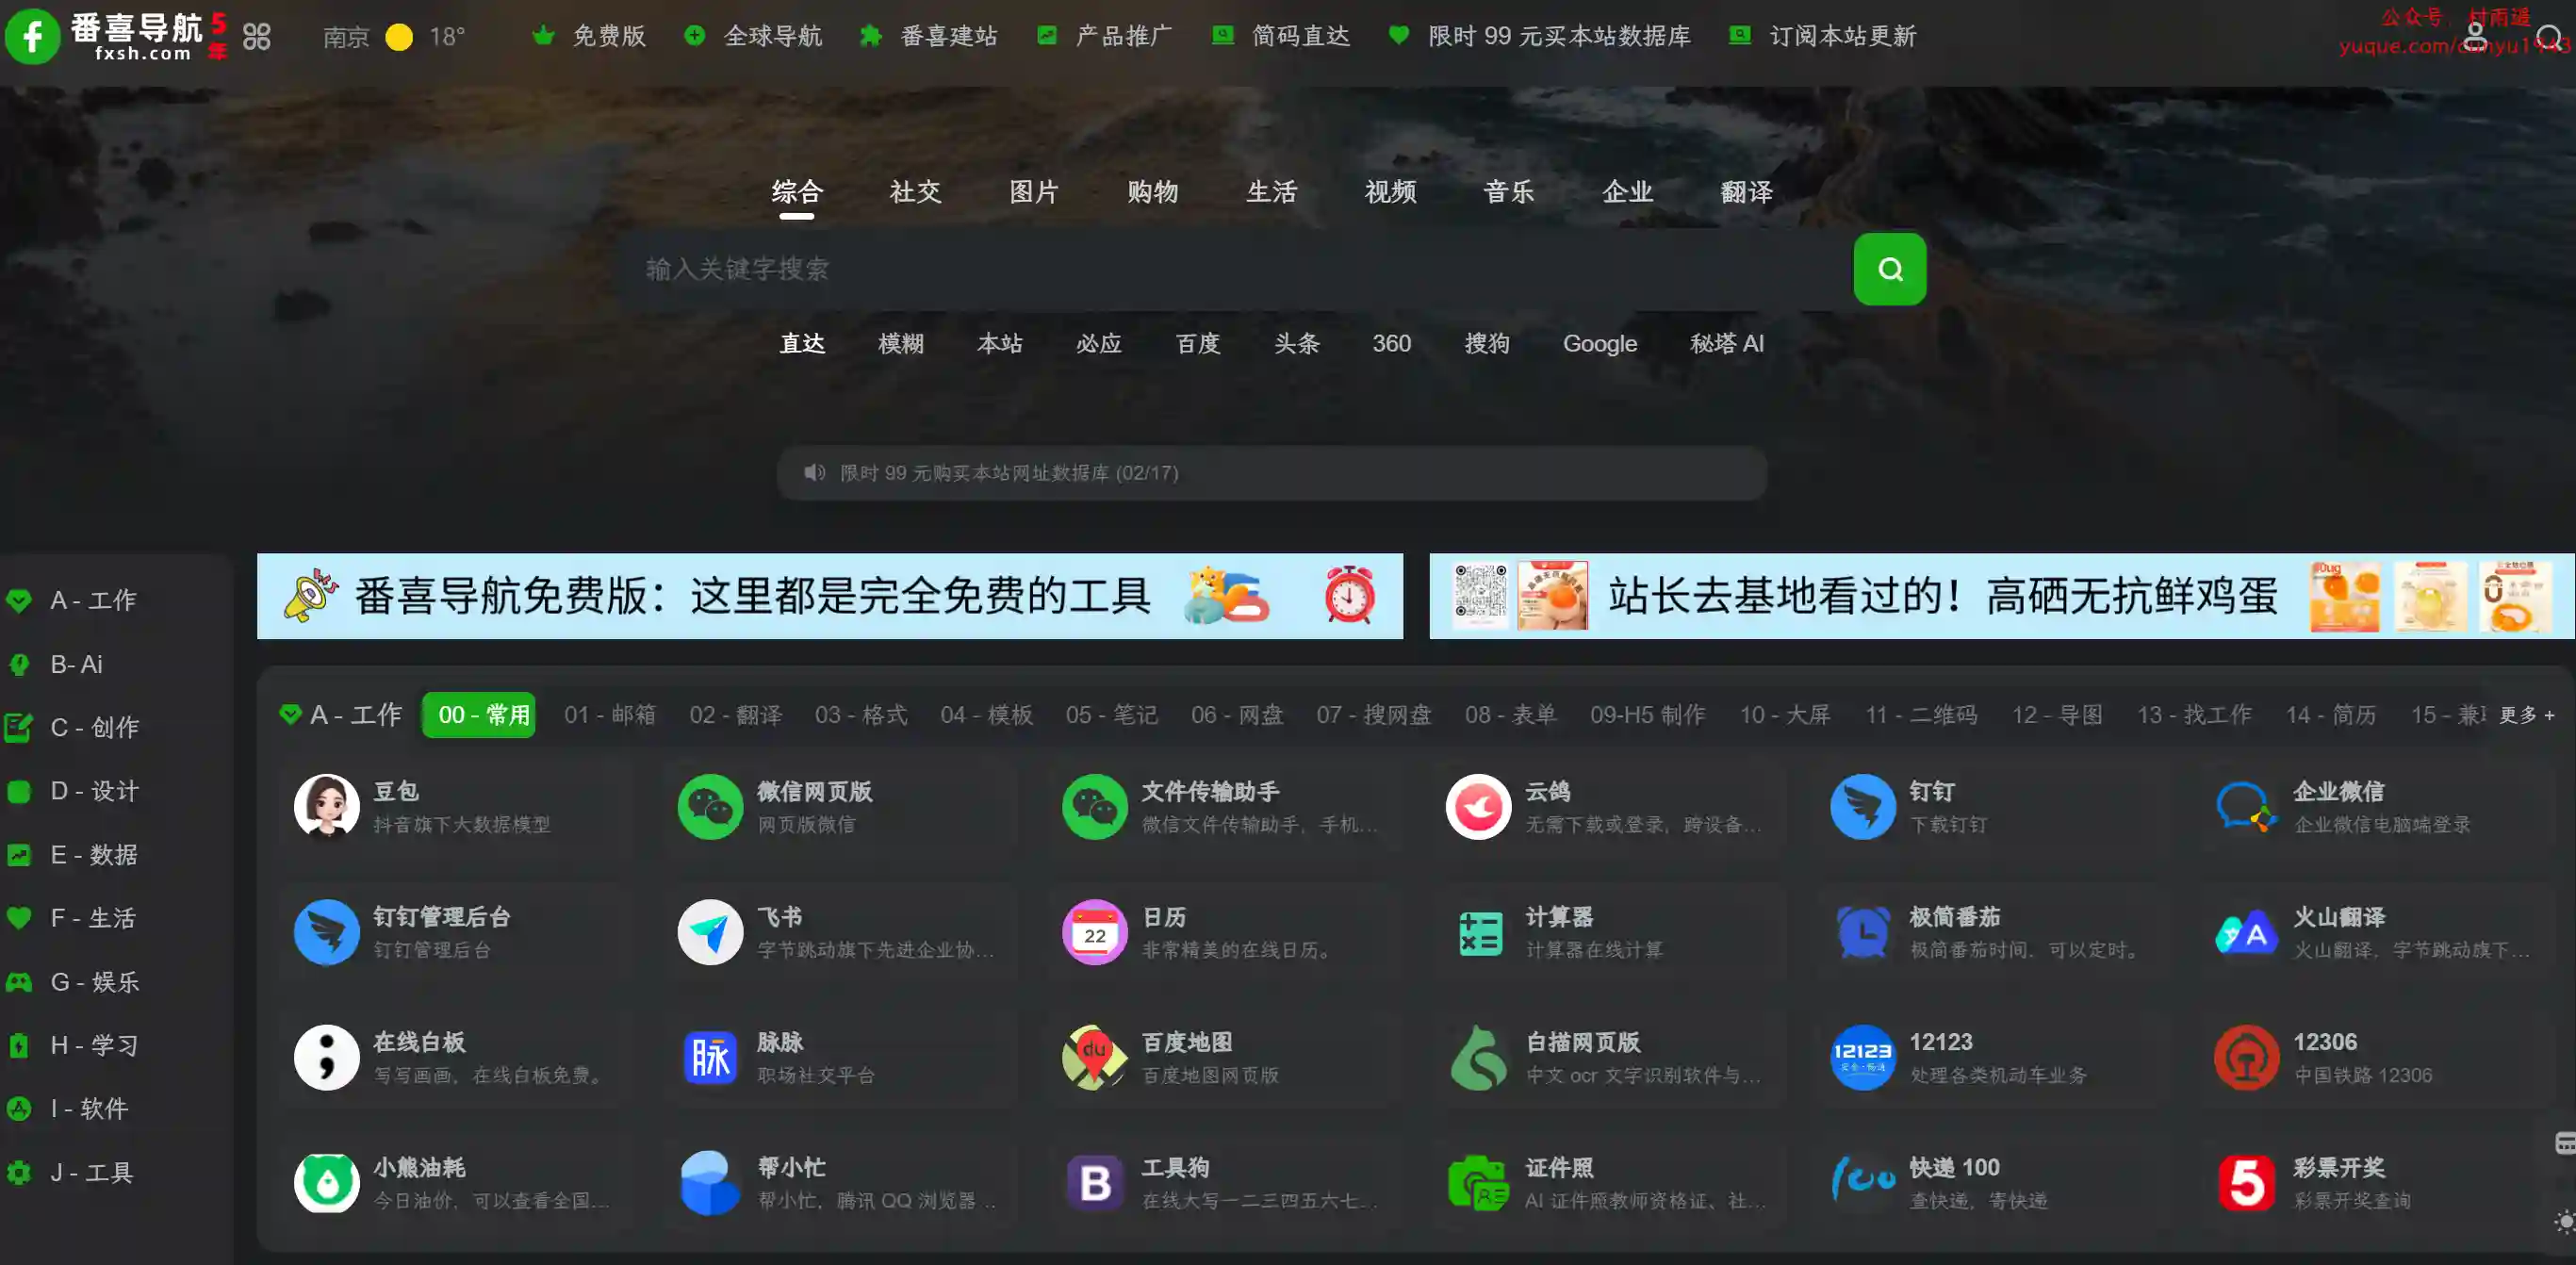 番喜导航 5年
fxsh.com
南京 18° 免费版 全球导航 番喜建站 产品推广 简码直达 限时 99 元买本站数据库 订阅本站更新
公众号：村雨遥
yuque.com/cunyu1943
综合 社交 图片 购物 生活 视频 音乐 企业 翻译
输入关键字搜索
直达 模糊 本站 必应 百度 头条 360 搜狗 Google 秘塔 AI
限时 99 元购买本站网址数据库 (02/17)
番喜导航免费版：这里都是完全免费的工具
站长去基地看过的！高硒无抗鲜鸡蛋
A - 工作
B- Ai
C - 创作
D - 设计
E - 数据
F - 生活
G - 娱乐
H - 学习
I - 软件
J - 工具
A - 工作 00 - 常用 01 - 邮箱 02 - 翻译 03 - 格式 04 - 模板 05 - 笔记 06 - 网盘 07 - 搜网盘 08 - 表单 09-H5 制作 10 - 大屏 11 - 二维码 12 - 导图 13 - 找工作 14 - 简历 15 - 兼 更多 +
豆包
抖音旗下大数据模型
微信网页版
网页版微信
文件传输助手
微信文件传输助手，手机...
云鸽
无需下载或登录，跨设备...
钉钉
下载钉钉
企业微信
企业微信电脑端登录
钉钉管理后台
钉钉管理后台
飞书
字节跳动旗下先进企业协...
22
日历
非常精美的在线日历。
计算器
计算器在线计算
极简番茄
极简番茄时间，可以定时。
火山翻译
火山翻译，字节跳动旗下...
在线白板
写写画画，在线白板免费。
脉
脉脉
职场社交平台
du
百度地图
百度地图网页版
白描网页版
中文 ocr 文字识别软件与...
12123
12123
处理各类机动车业务
12306
中国铁路 12306
小熊油耗
今日油价，可以查看全国...
帮小忙
帮小忙，腾讯 QQ 浏览器 ...
B
工具狗
在线大写一二三四五六七...
证件照
AI 证件照教师资格证、社...
100
快递 100
查快递，寄快递
5
彩票开奖
彩票开奖查询